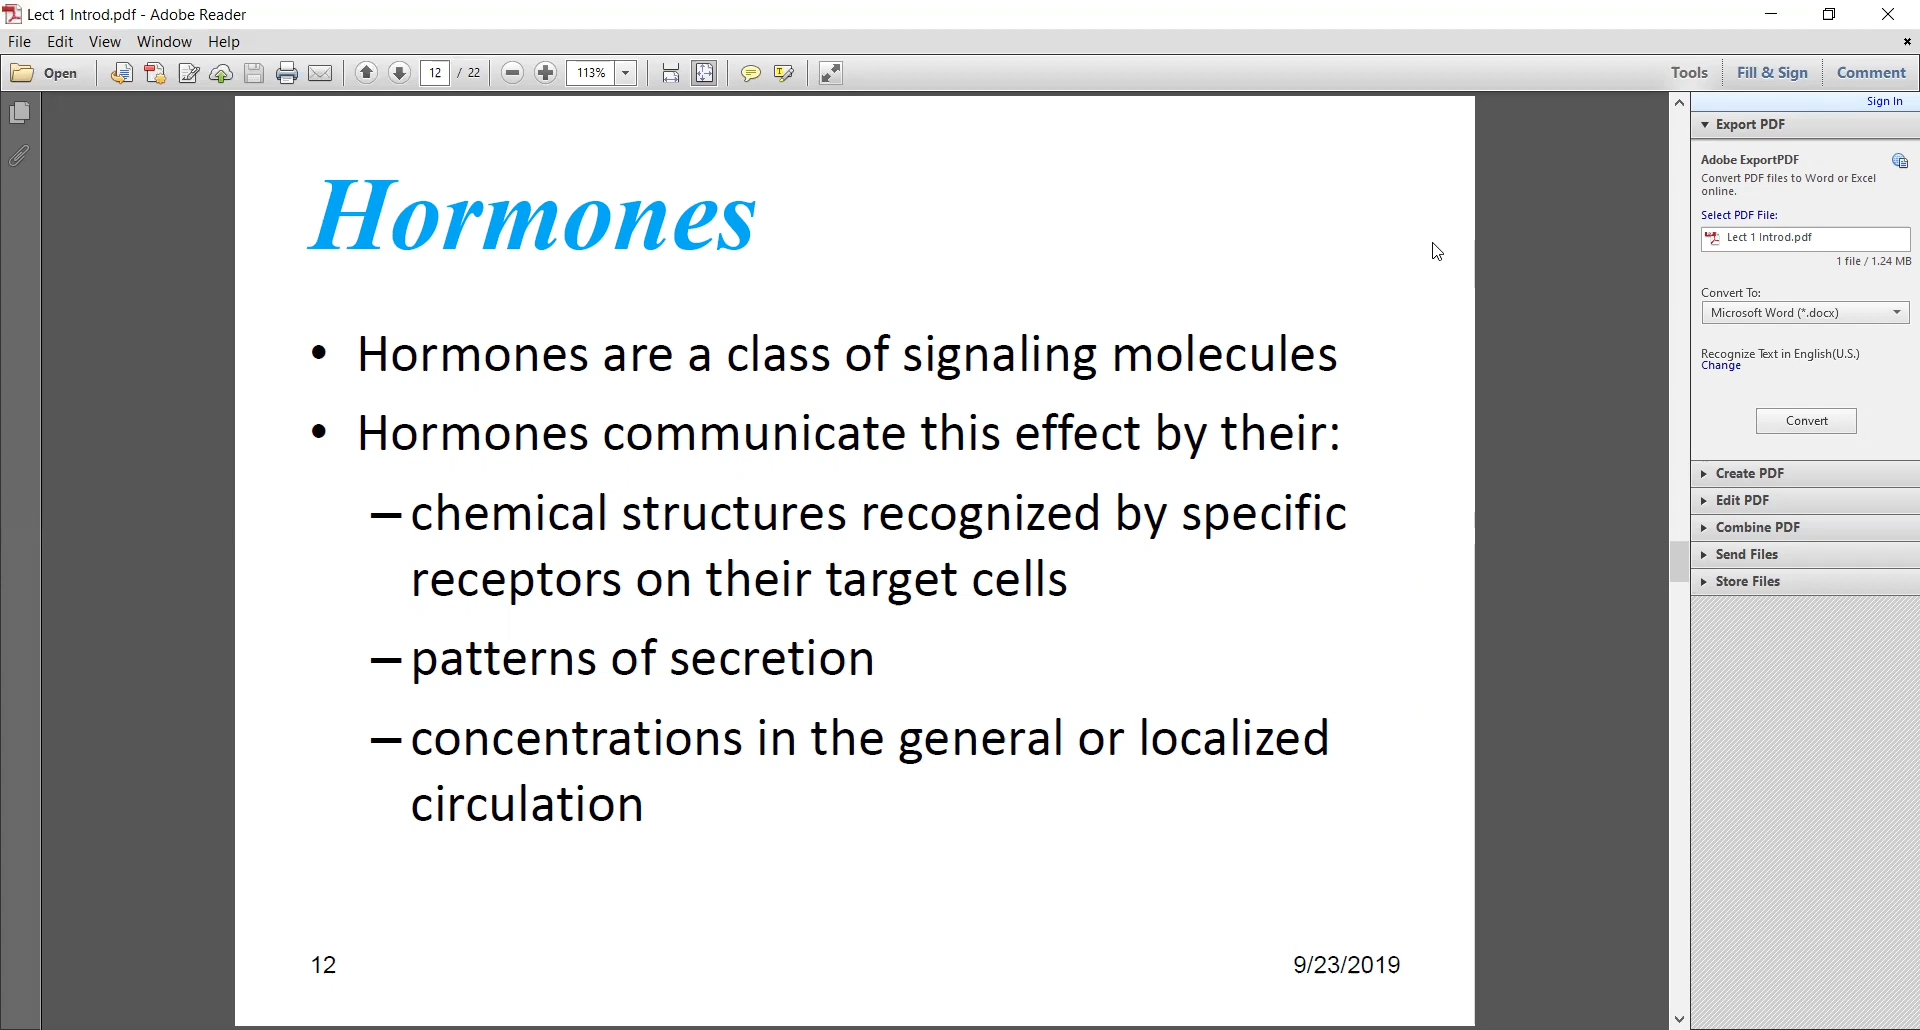 Lect 1 Introd.pdf - Adobe Reader
File Edit View Window Help
Open 12 / 22 113% Tools Fill & Sign Comment
Sign In
Export PDF
Adobe ExportPDF
Convert PDF files to Word or Excel
online.
Select PDF File:
Lect 1 Introd.pdf
1 file / 1.24 MB
Convert To:
Microsoft Word (*.docx)
Recognize Text in English(U.S.)
Change
Convert
Create PDF
Edit PDF
Combine PDF
Send Files
Store Files
Hormones
• Hormones are a class of signaling molecules
• Hormones communicate this effect by their:
– chemical structures recognized by specific
receptors on their target cells
– patterns of secretion
– concentrations in the general or localized
circulation
12 9/23/2019